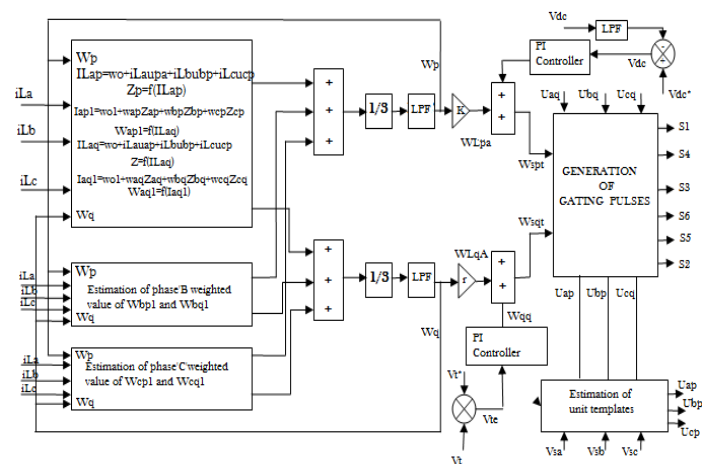 Vdc
LPF
PI
Controller
Vdc
-
+
Vdc*
Wp
Wp
ILap=wo+iLaupa+iLbubp+iLcucp
Zp=f(ILap)
Iap1=wo1+wapZap+wbpZbp+wcpZcp
Wap1=f(ILaq)
ILaq=wo+iLaupa+iLbubp+iLcucp
Z=f(ILaq)
Iaq1=wo1+waqZaq+wbqZbq+wcqZcq
Waq1=f(Iaq1)
Wq
iLa
iLb
iLc
+
+
+
1/3
LPF
K
WLpa
+
+
Wspt
Uaq
Ubq
Ucq
GENERATION
OF
GATING PULSES
S1
S4
S3
S6
S5
S2
iLa
iLb
iLc
Wp
Estimation of phase'B'weighted
value of Wbp1 and Wbq1
Wq
+
+
+
1/3
LPF
r
WLqA
+
+
Wsqt
Wqq
Wq
PI
Controller
Uap
Ubp
Ucq
iLa
iLb
iLc
Wp
Estimation of phase'C'weighted
value of Wcp1 and Wcq1
Wq
Vt*
Vte
Vt
Estimation of
unit templates
Uap
Ubp
Ucp
Vsa
Vsb
Vsc